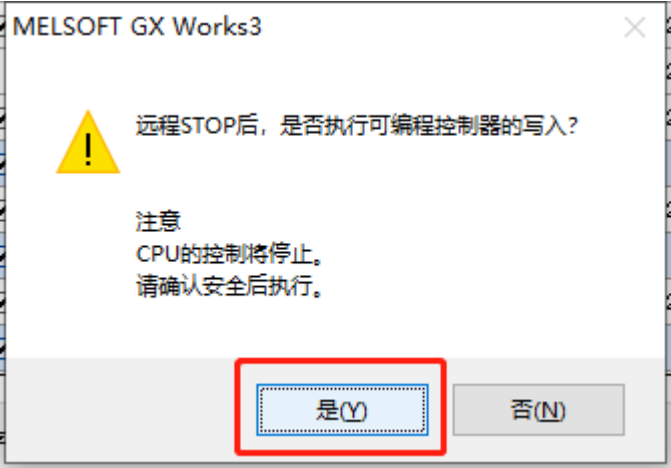 MELSOFT GX Works3
远程STOP后，是否执行可编程控制器的写入？
注意
CPU的控制将停止。
请确认安全后执行。
是(Y)
否(N)